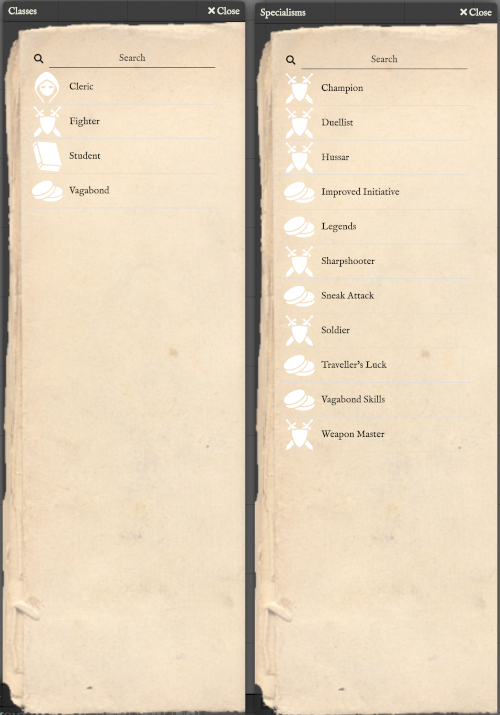 Classes
Close
Search
Cleric
Fighter
Student
Vagabond
Specialisms
Close
Search
Champion
Duellist
Hussar
Improved Initiative
Legends
Sharpshooter
Sneak Attack
Soldier
Traveller's Luck
Vagabond Skills
Weapon Master